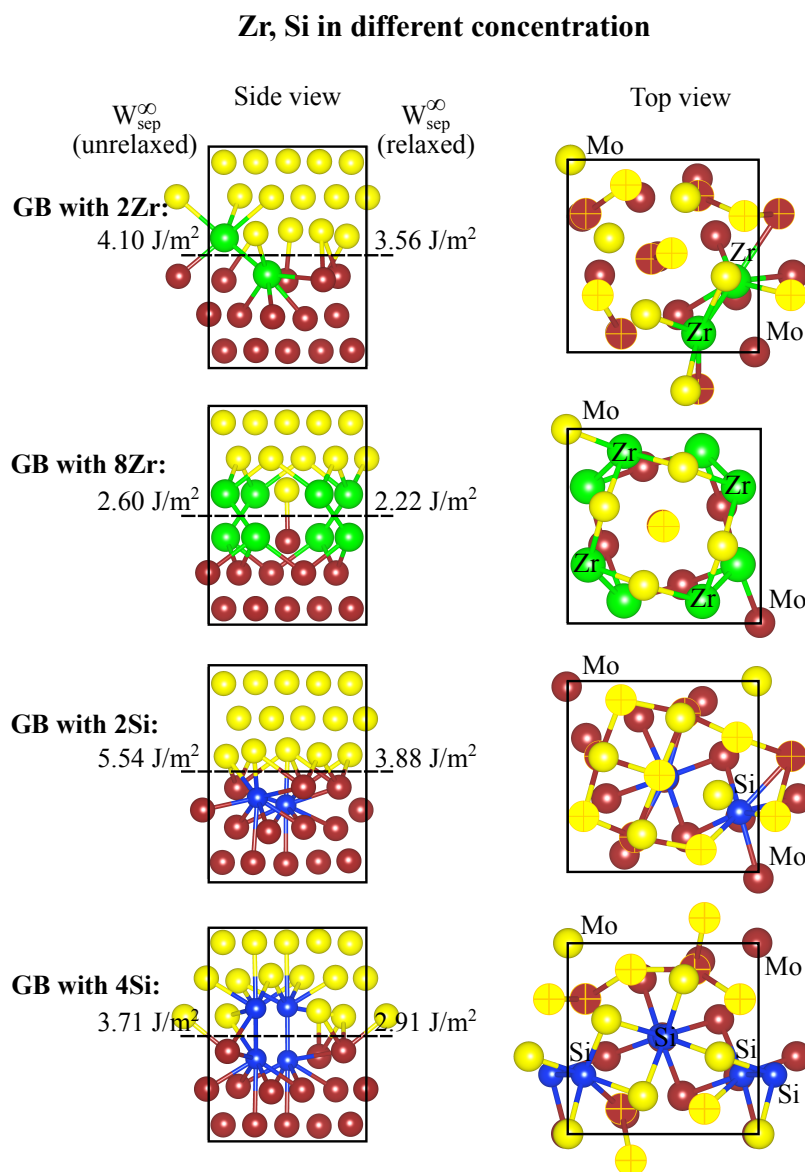 Zr, Si in different concentration
W∞sep
(unrelaxed)
Side view
W∞sep
(relaxed)
Top view
GB with 2Zr:
4.10 J/m²
3.56 J/m²
Mo
Zr
Zr
Mo
GB with 8Zr:
2.60 J/m²
2.22 J/m²
Mo
Zr
Zr
Zr
Zr
Mo
GB with 2Si:
5.54 J/m²
3.88 J/m²
Mo
Si
Mo
GB with 4Si:
3.71 J/m²
2.91 J/m²
Mo
Mo
Si
Si
Si
Si